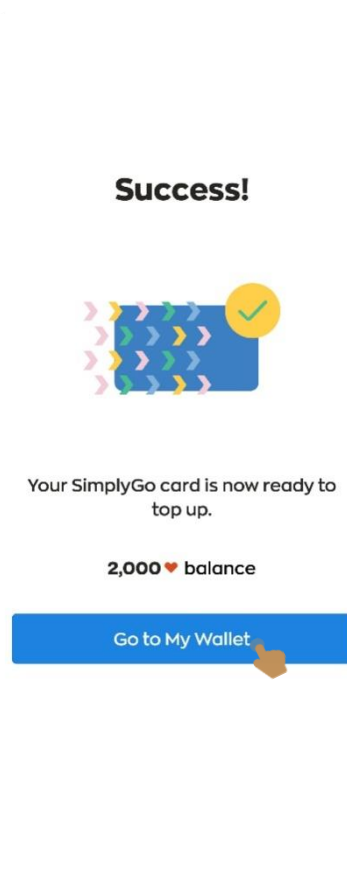 Success!
Your SimplyGo card is now ready to
top up.
2,000 ❤ balance
Go to My Wallet